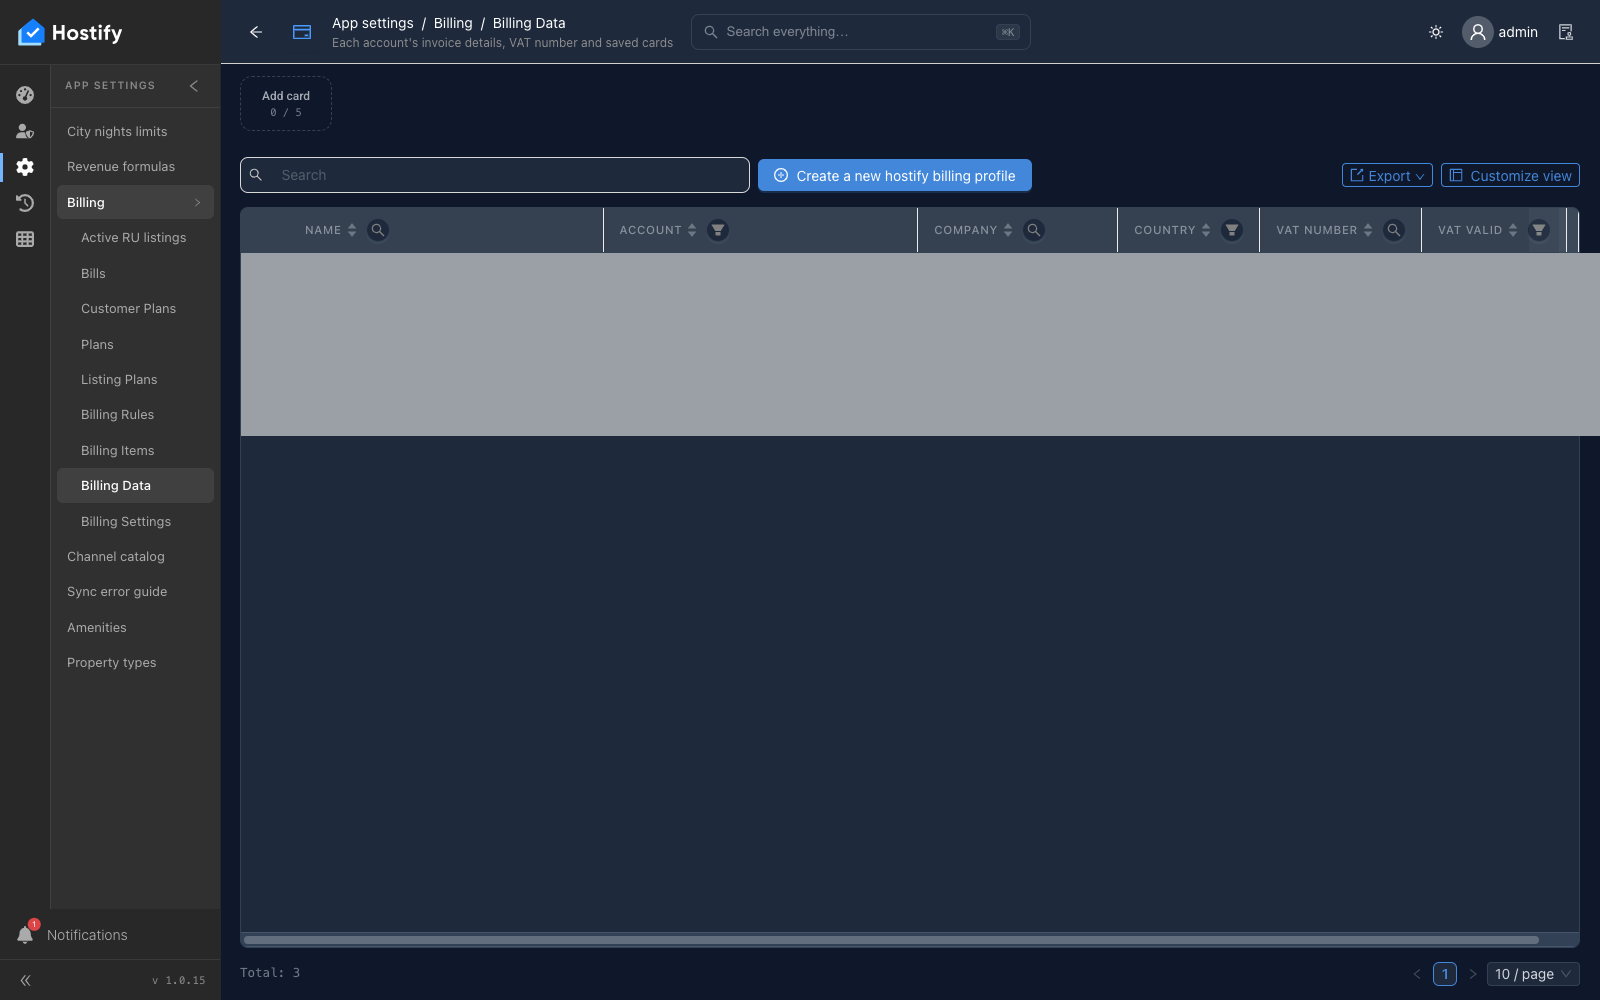 Hostify
App settings / Billing / Billing Data
Each account's invoice details, VAT number and saved cards
Search everything...
⌘K
admin
APP SETTINGS
City nights limits
Revenue formulas
Billing
Active RU listings
Bills
Customer Plans
Plans
Listing Plans
Billing Rules
Billing Items
Billing Data
Billing Settings
Channel catalog
Sync error guide
Amenities
Property types
1
Notifications
v 1.0.15
Add card
0 / 5
Search
Create a new hostify billing profile
Export
Customize view
NAME
ACCOUNT
COMPANY
COUNTRY
VAT NUMBER
VAT VALID
Total: 3
1
10 / page